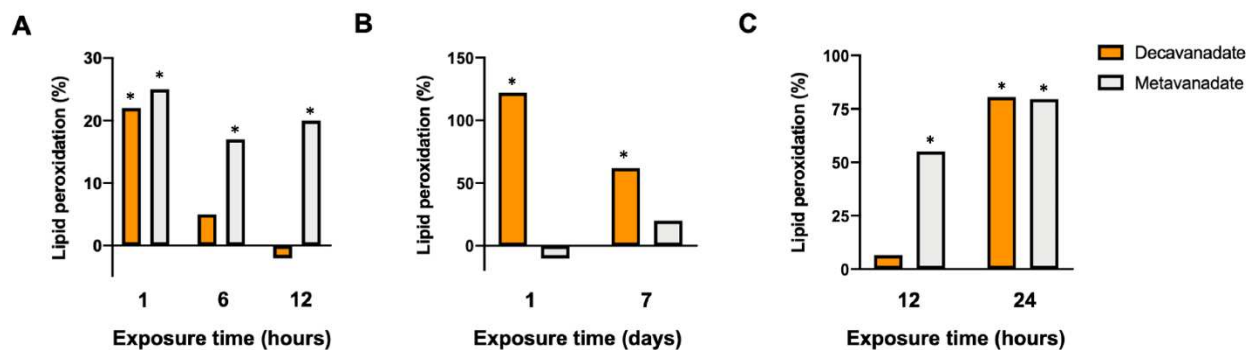 A
Lipid peroxidation (%)
30
20
10
0
* * * *
1 6 12
Exposure time (hours)
B
Lipid peroxidation (%)
150
100
50
0
* *
1 7
Exposure time (days)
C
Lipid peroxidation (%)
100
75
50
25
0
* * *
12 24
Exposure time (hours)
Decavanadate
Metavanadate